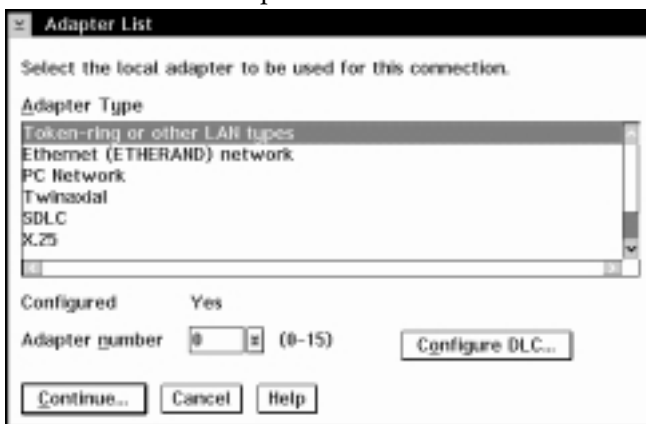 Adapter List
Select the local adapter to be used for this connection.
Adapter Type
Token-ring or other LAN types
Ethernet (ETHERAND) network
PC Network
Twinaxial
SDLC
X.25
Configured Yes
Adapter number 0 (0-15) Configure DLC...
Continue... Cancel Help